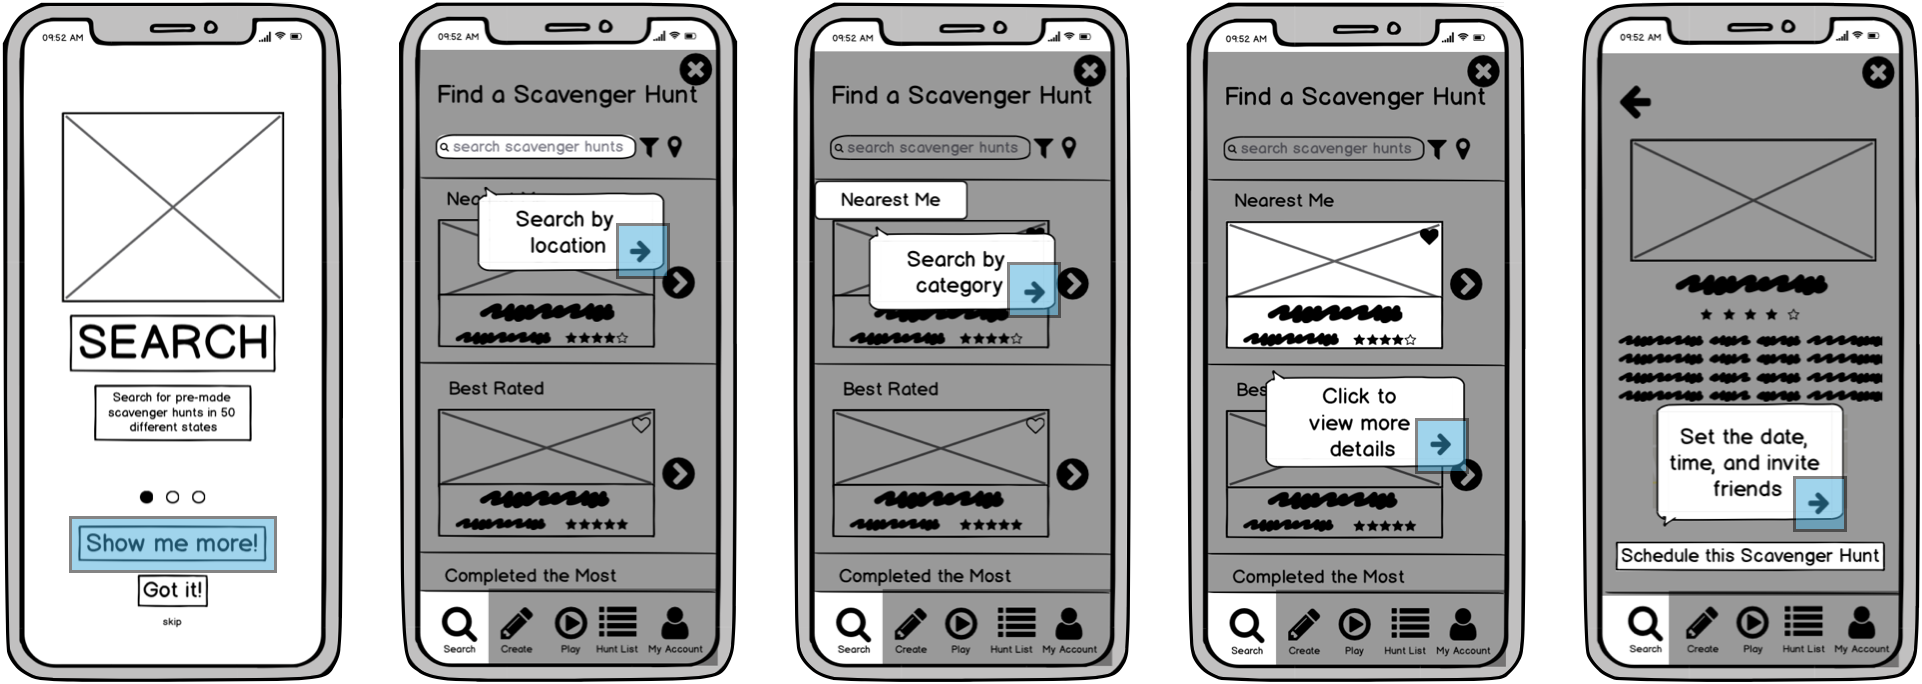 09:52 AM
SEARCH
Search for pre-made
scavenger hunts in 50
different states
Show me more!
Got it!
skip
09:52 AM
Find a Scavenger Hunt
search scavenger hunts
Search by
location
Best Rated
Completed the Most
Search Create Play Hunt List My Account
09:52 AM
Find a Scavenger Hunt
search scavenger hunts
Nearest Me
Search by
category
Best Rated
Completed the Most
Search Create Play Hunt List My Account
09:52 AM
Find a Scavenger Hunt
search scavenger hunts
Nearest Me
Click to
view more
details
Completed the Most
Search Create Play Hunt List My Account
09:52 AM
Set the date,
time, and invite
friends
Schedule this Scavenger Hunt
Search Create Play Hunt List My Account